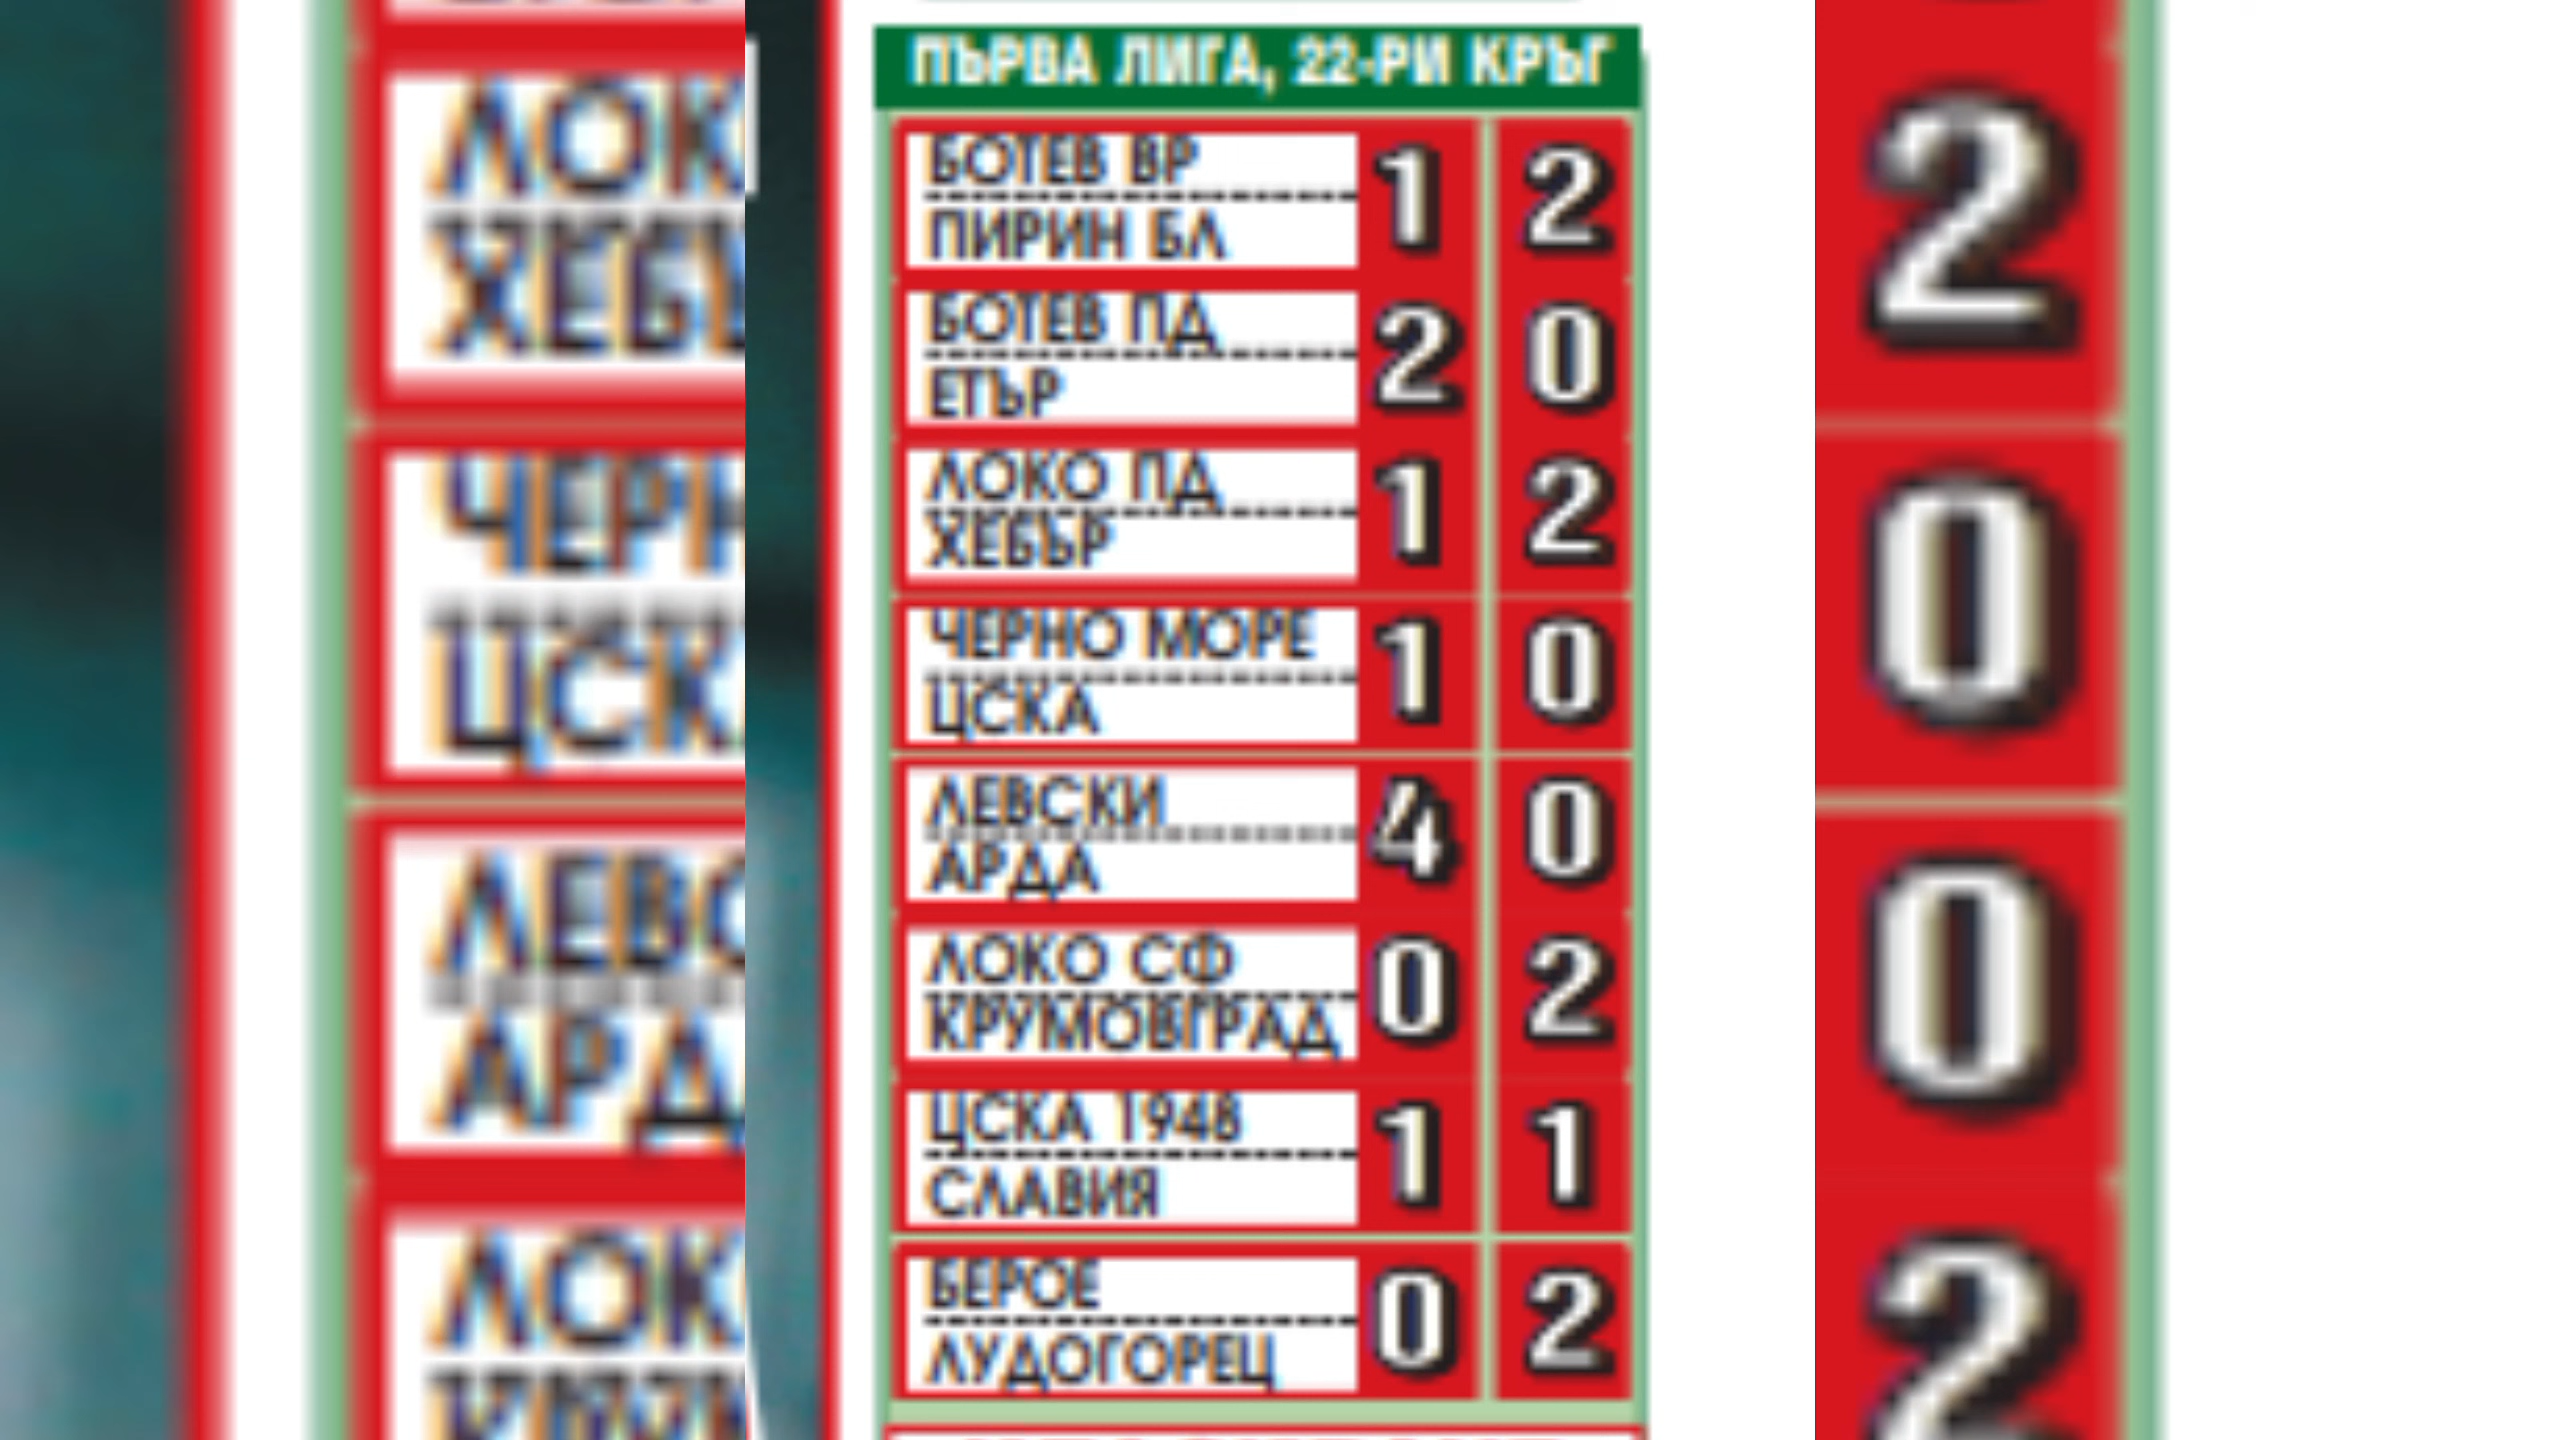 ПЪРВА ЛИГА, 22-РИ КРЪГ
БОТЕВ ВР 1 2
ПИРИН БЛ
БОТЕВ ПД 2 0
ЕТЪР
ЛОКО ПД 1 2
ХЕБЪР
ЧЕРНО МОРЕ 1 0
ЦСКА
ЛЕВСКИ 4 0
АРДА
ЛОКО СФ 0 2
КРУМОВГРАД
ЦСКА 1948 1 1
СЛАВИЯ
БЕРОЕ 0 2
ЛУДОГОРЕЦ